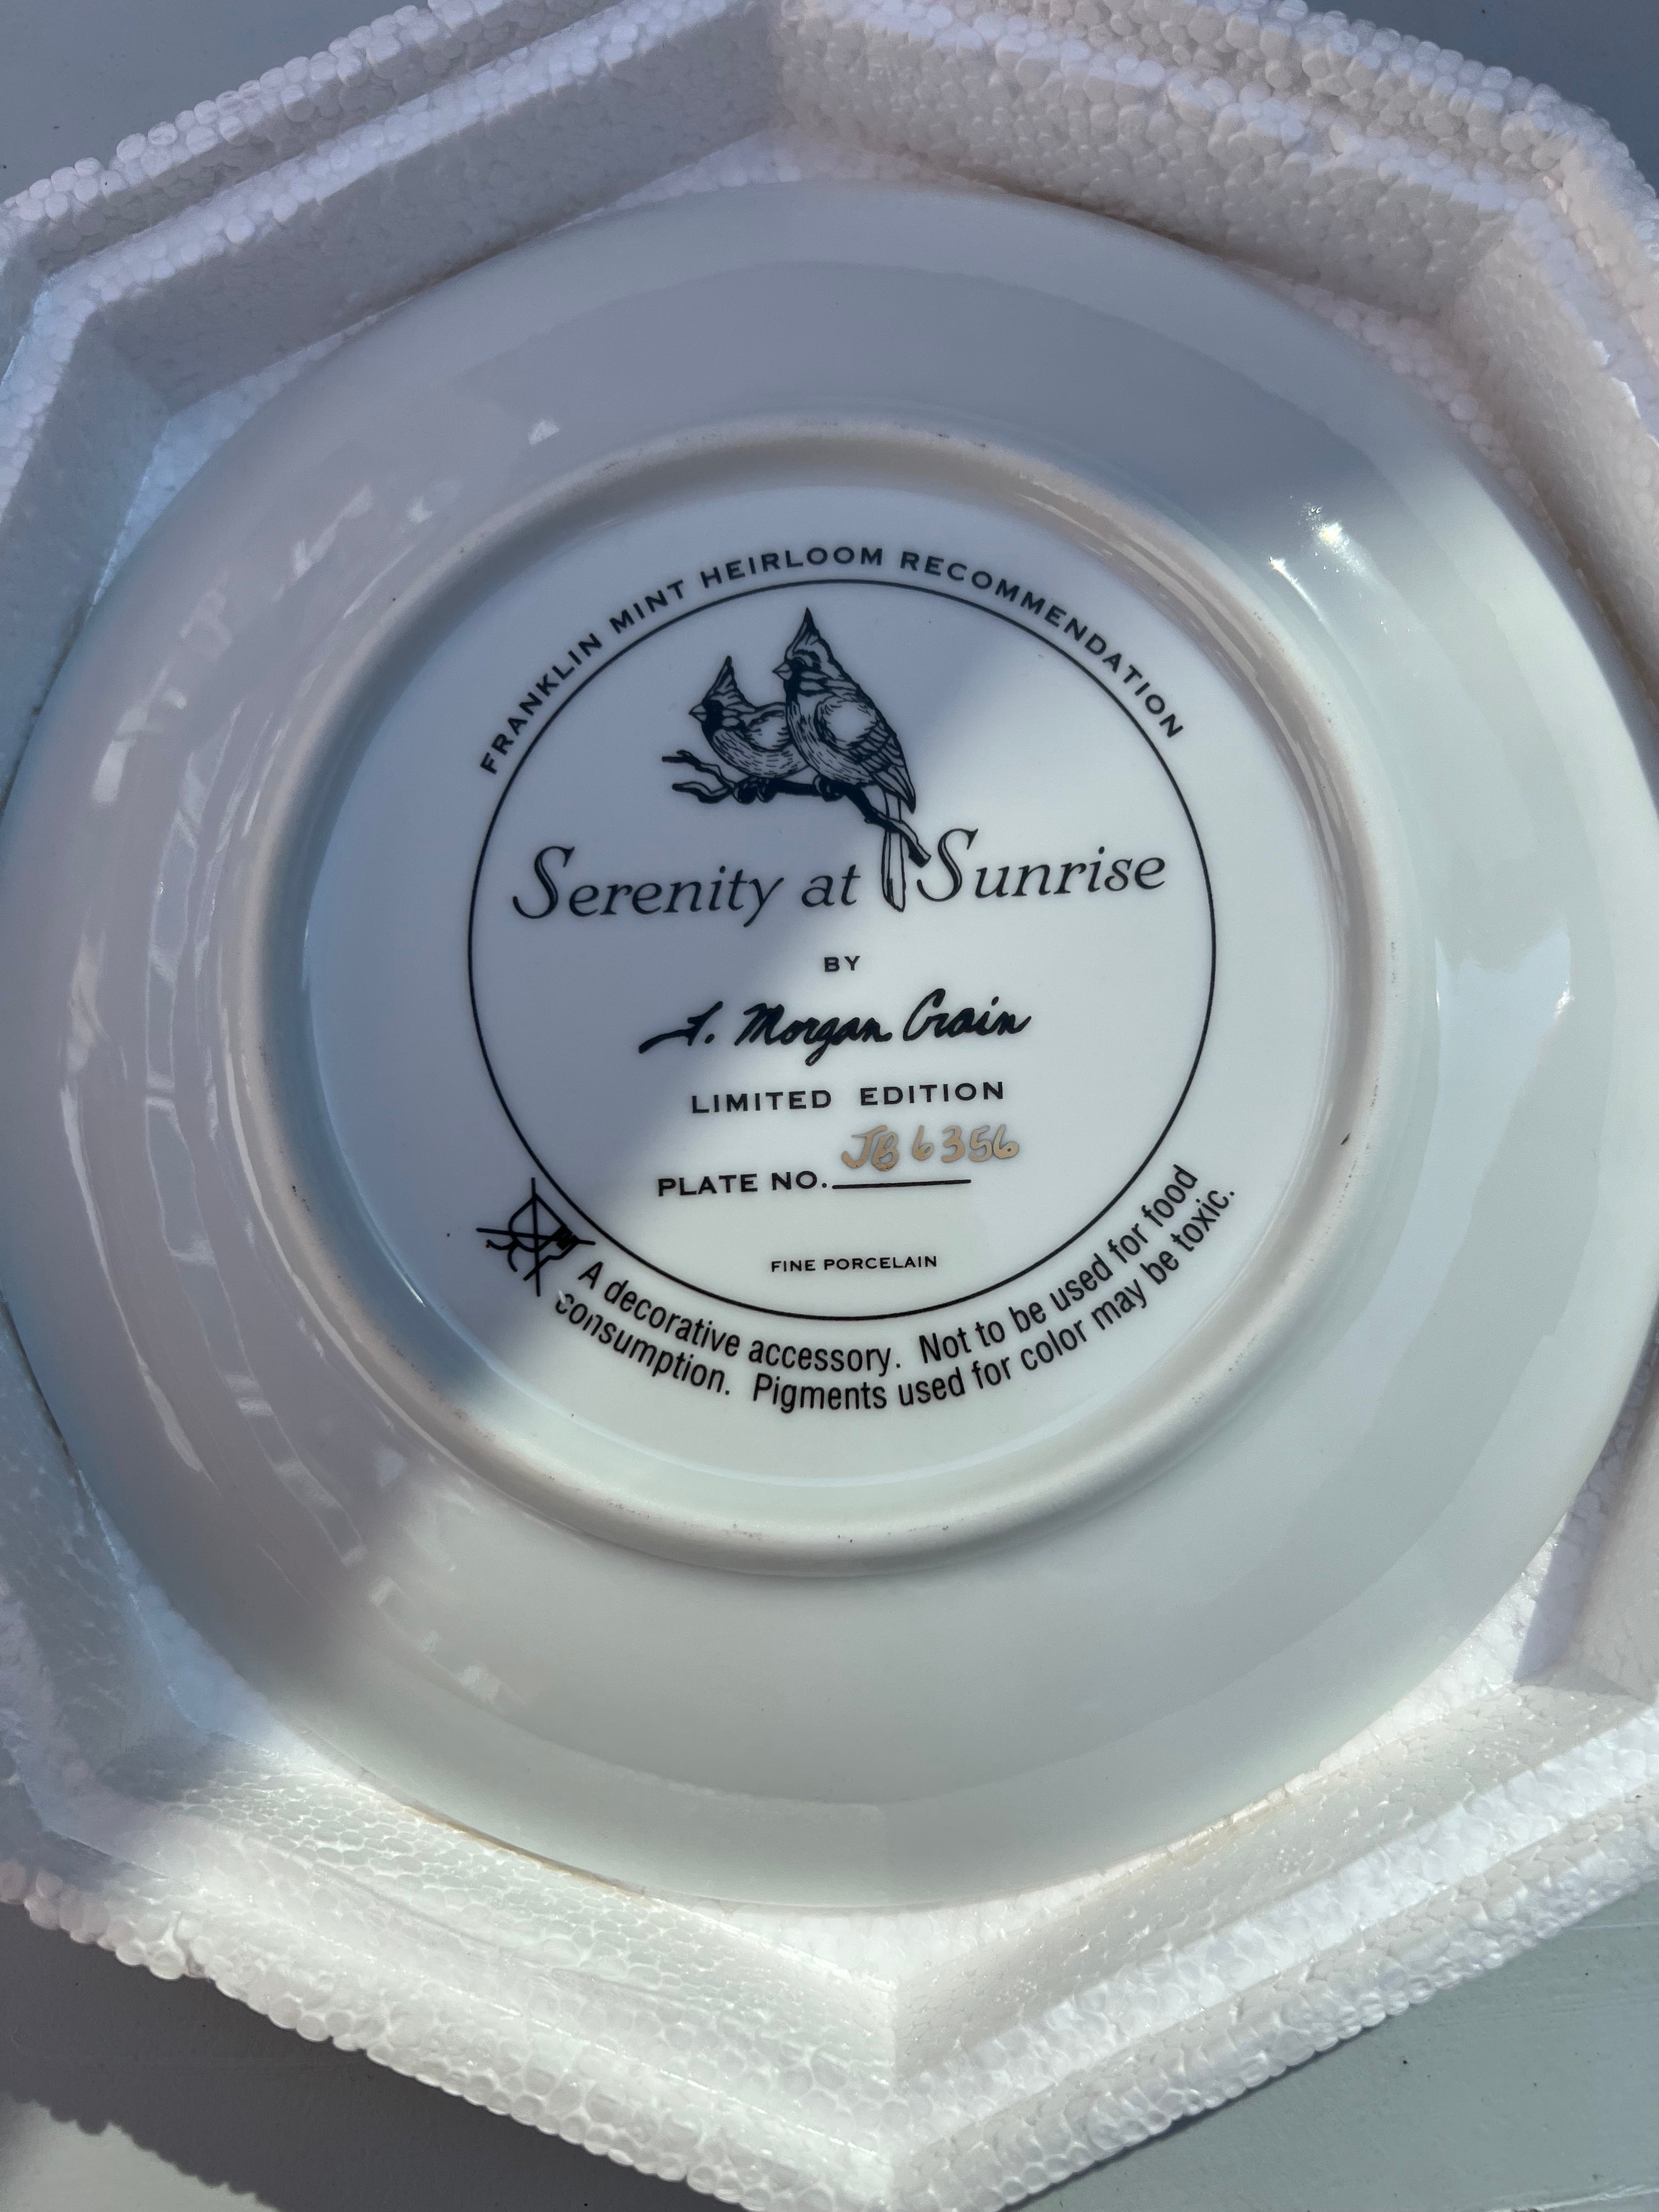 FRANKLIN MINT HEIRLOOM RECOMMENDATION
Serenity at Sunrise
BY
J. Morgan Crain
LIMITED EDITION
JB6356
PLATE NO.
FINE PORCELAIN
A decorative accessory. Not to be used for food
consumption. Pigments used for color may be toxic.